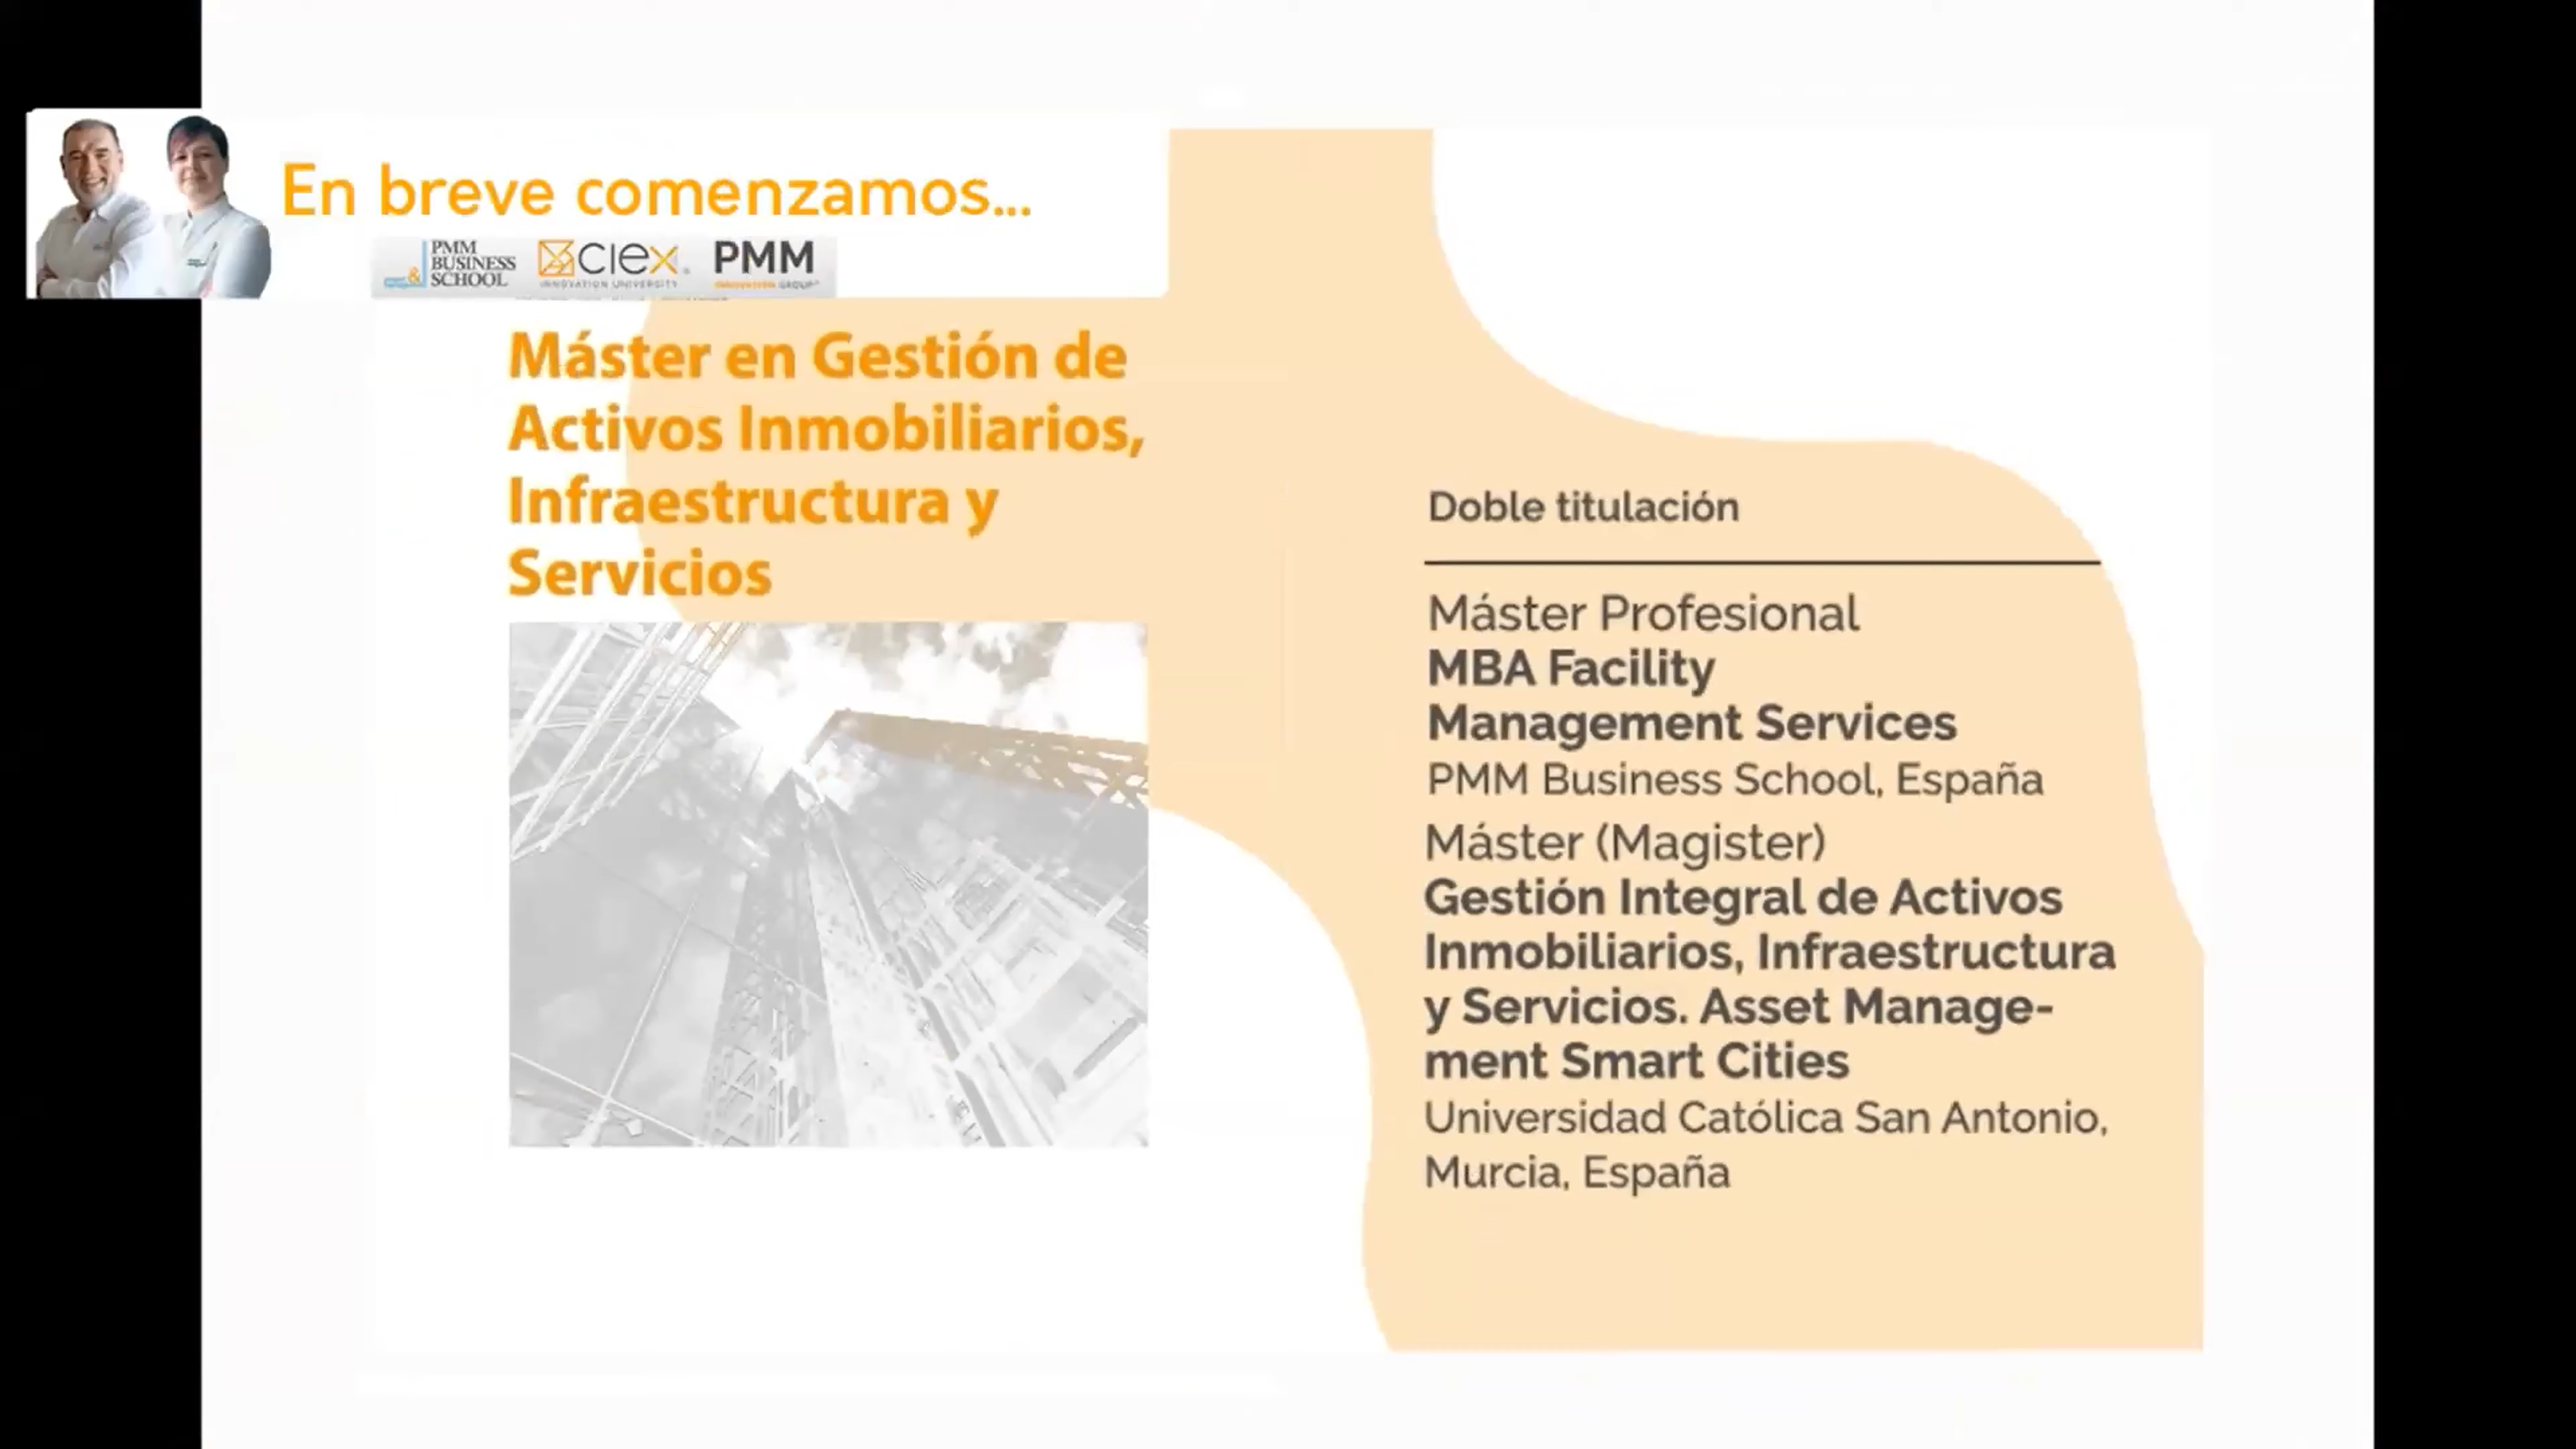 En breve comenzamos...
PMM
BUSINESS
SCHOOL
&
ciex
INNOVATION UNIVERSITY
PMM
INNOVATION GROUP
Máster en Gestión de
Activos Inmobiliarios,
Infraestructura y
Servicios
Doble titulación
Máster Profesional
MBA Facility
Management Services
PMM Business School, España
Máster (Magister)
Gestión Integral de Activos
Inmobiliarios, Infraestructura
y Servicios. Asset Manage-
ment Smart Cities
Universidad Católica San Antonio,
Murcia, España